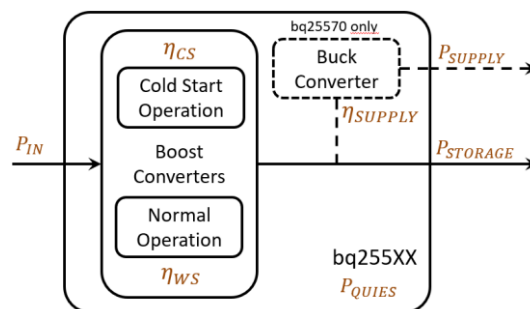 bq25570 only
η_CS
Buck
Converter
P_SUPPLY
Cold Start
Operation
η_SUPPLY
P_IN
Boost
Converters
P_STORAGE
Normal
Operation
bq255XX
η_WS
P_QUIES